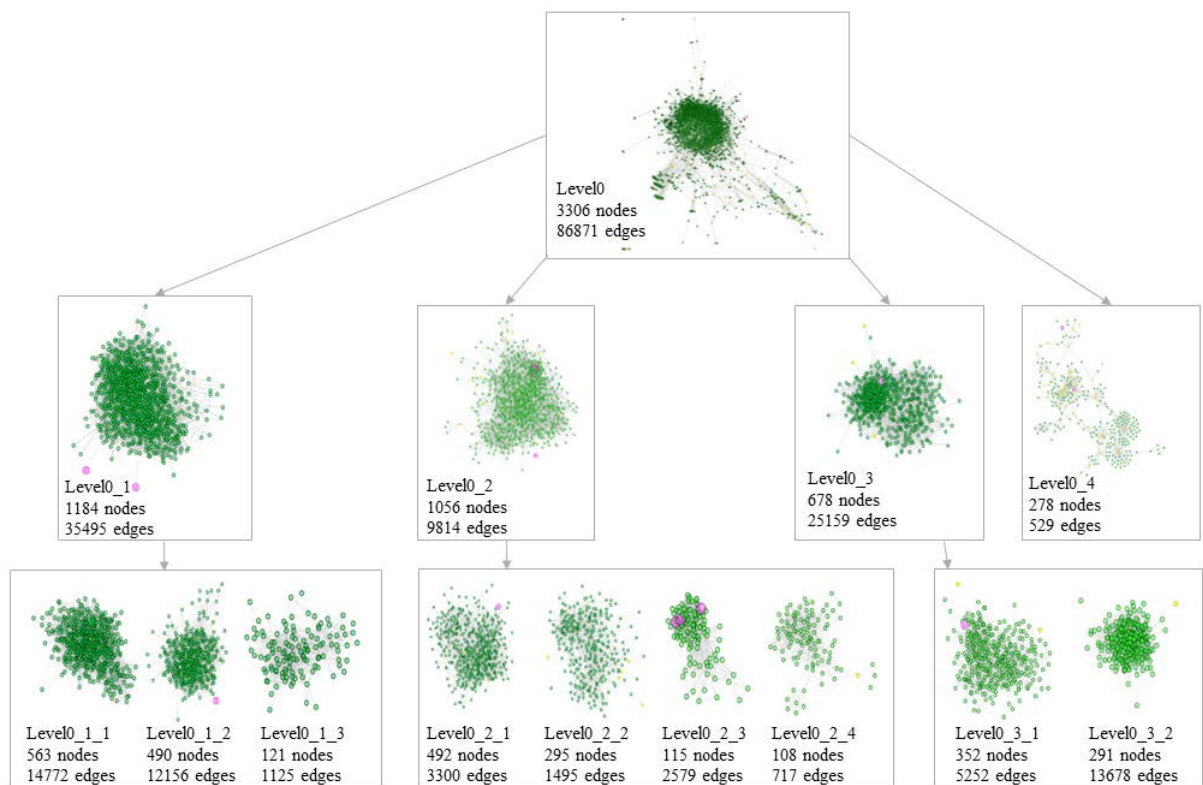 Level0
3306 nodes
86871 edges
Level0_1
1184 nodes
35495 edges
Level0_2
1056 nodes
9814 edges
Level0_3
678 nodes
25159 edges
Level0_4
278 nodes
529 edges
Level0_1_1
563 nodes
14772 edges
Level0_1_2
490 nodes
12156 edges
Level0_1_3
121 nodes
1125 edges
Level0_2_1
492 nodes
3300 edges
Level0_2_2
295 nodes
1495 edges
Level0_2_3
115 nodes
2579 edges
Level0_2_4
108 nodes
717 edges
Level0_3_1
352 nodes
5252 edges
Level0_3_2
291 nodes
13678 edges